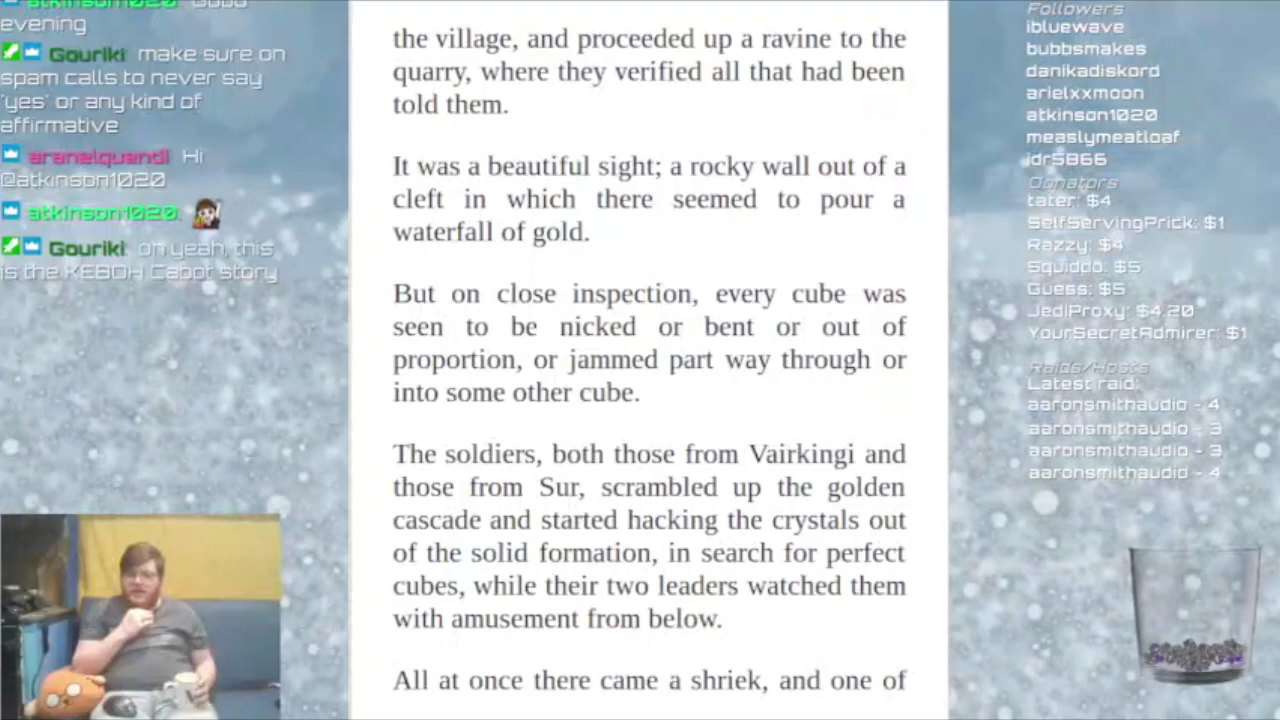 atkinson1020: Good
evening
Gouriki: make sure on
spam calls to never say
'yes' or any kind of
affirmative
aranelquendi Hi
@atkinson1020
atkinson1020:
Gouriki: oh yeah, this
is the KEBOH Cabot story
the village, and proceeded up a ravine to the
quarry, where they verified all that had been
told them.
It was a beautiful sight; a rocky wall out of a
cleft in which there seemed to pour a
waterfall of gold.
But on close inspection, every cube was
seen to be nicked or bent or out of
proportion, or jammed part way through or
into some other cube.
The soldiers, both those from Vairkingi and
those from Sur, scrambled up the golden
cascade and started hacking the crystals out
of the solid formation, in search for perfect
cubes, while their two leaders watched them
with amusement from below.
All at once there came a shriek, and one of
Followers
ibluewave
bubbsmakes
danikadiskord
arielxxmoon
atkinson1020
measlymeatloaf
jdr5866
Donators
tater: $4
SelfServingPrick: $1
Razzy: $4
Squiddo: $5
Guess: $5
JediProxy: $4.20
YourSecretAdmirer: $1
Raids/Hosts
Latest raid:
aaronsmithaudio - 4
aaronsmithaudio - 3
aaronsmithaudio - 3
aaronsmithaudio - 4